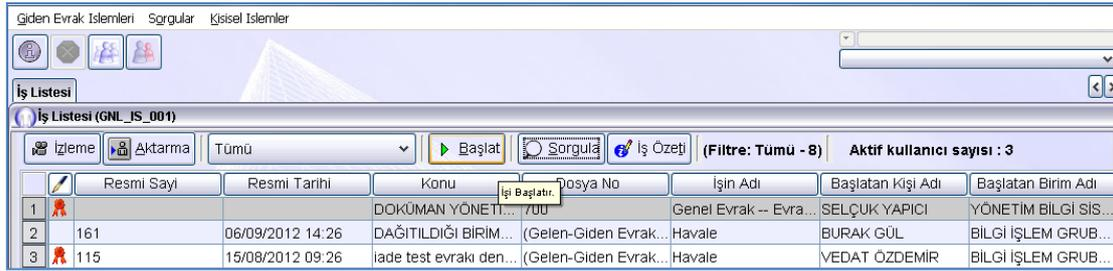 Giden Evrak Islemleri Sorgular Kisisel Islemler
İş Listesi
İş Listesi (GNL_IS_001)
İzleme Aktarma Tümü Başlat Sorgula İş Özeti (Filtre: Tümü - 8) Aktif kullanıcı sayısı : 3
Resmi Sayi Resmi Tarihi Konu Dosya No İşin Adı Başlatan Kişi Adı Başlatan Birim Adı
İşi Başlatır.
1 DOKÜMAN YÖNETİ... 700 Genel Evrak -- Evra... SELÇUK YAPICI YÖNETİM BİLGİ SİS...
2 161 06/09/2012 14:26 DAĞITILDIĞI BİRİM... (Gelen-Giden Evrak... Havale BURAK GÜL BİLGİ İŞLEM GRUB...
3 115 15/08/2012 09:26 iade test evrakı den... (Gelen-Giden Evrak... Havale VEDAT ÖZDEMİR BİLGİ İŞLEM GRUB...